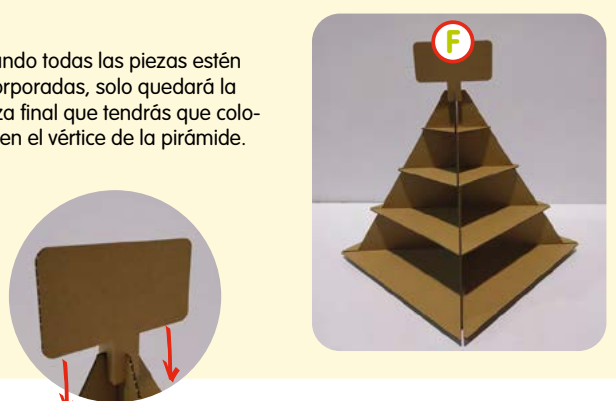 ando todas las piezas estén
orporadas, solo quedará la
za final que tendrás que colo-
en el vértice de la pirámide.
F